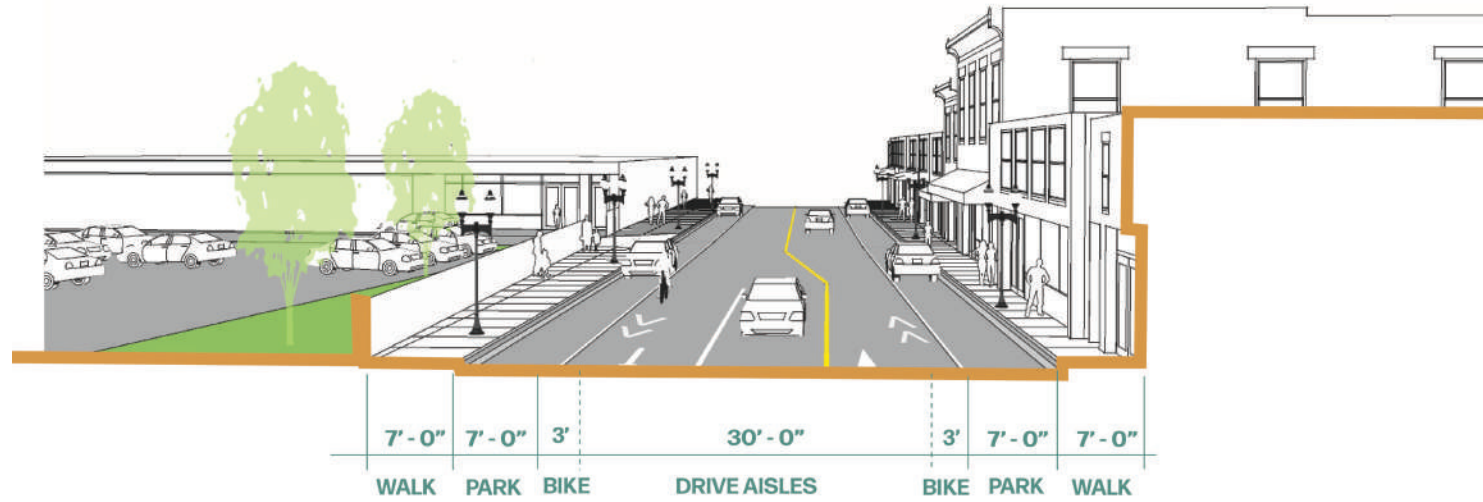 7' - 0" 7' - 0" 3' 30' - 0" 3' 7' - 0" 7' - 0"
WALK PARK BIKE DRIVE AISLES BIKE PARK WALK